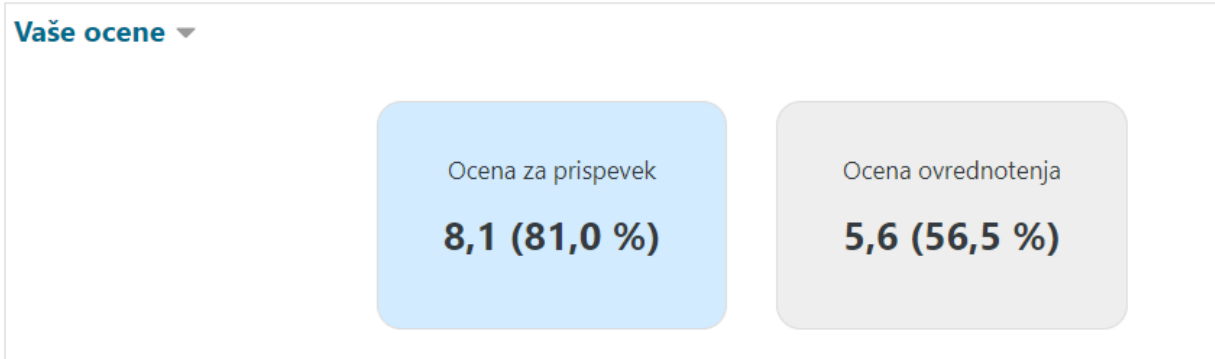 Vaše ocene
Ocena za prispevek
8,1 (81,0 %)
Ocena ovrednotenja
5,6 (56,5 %)